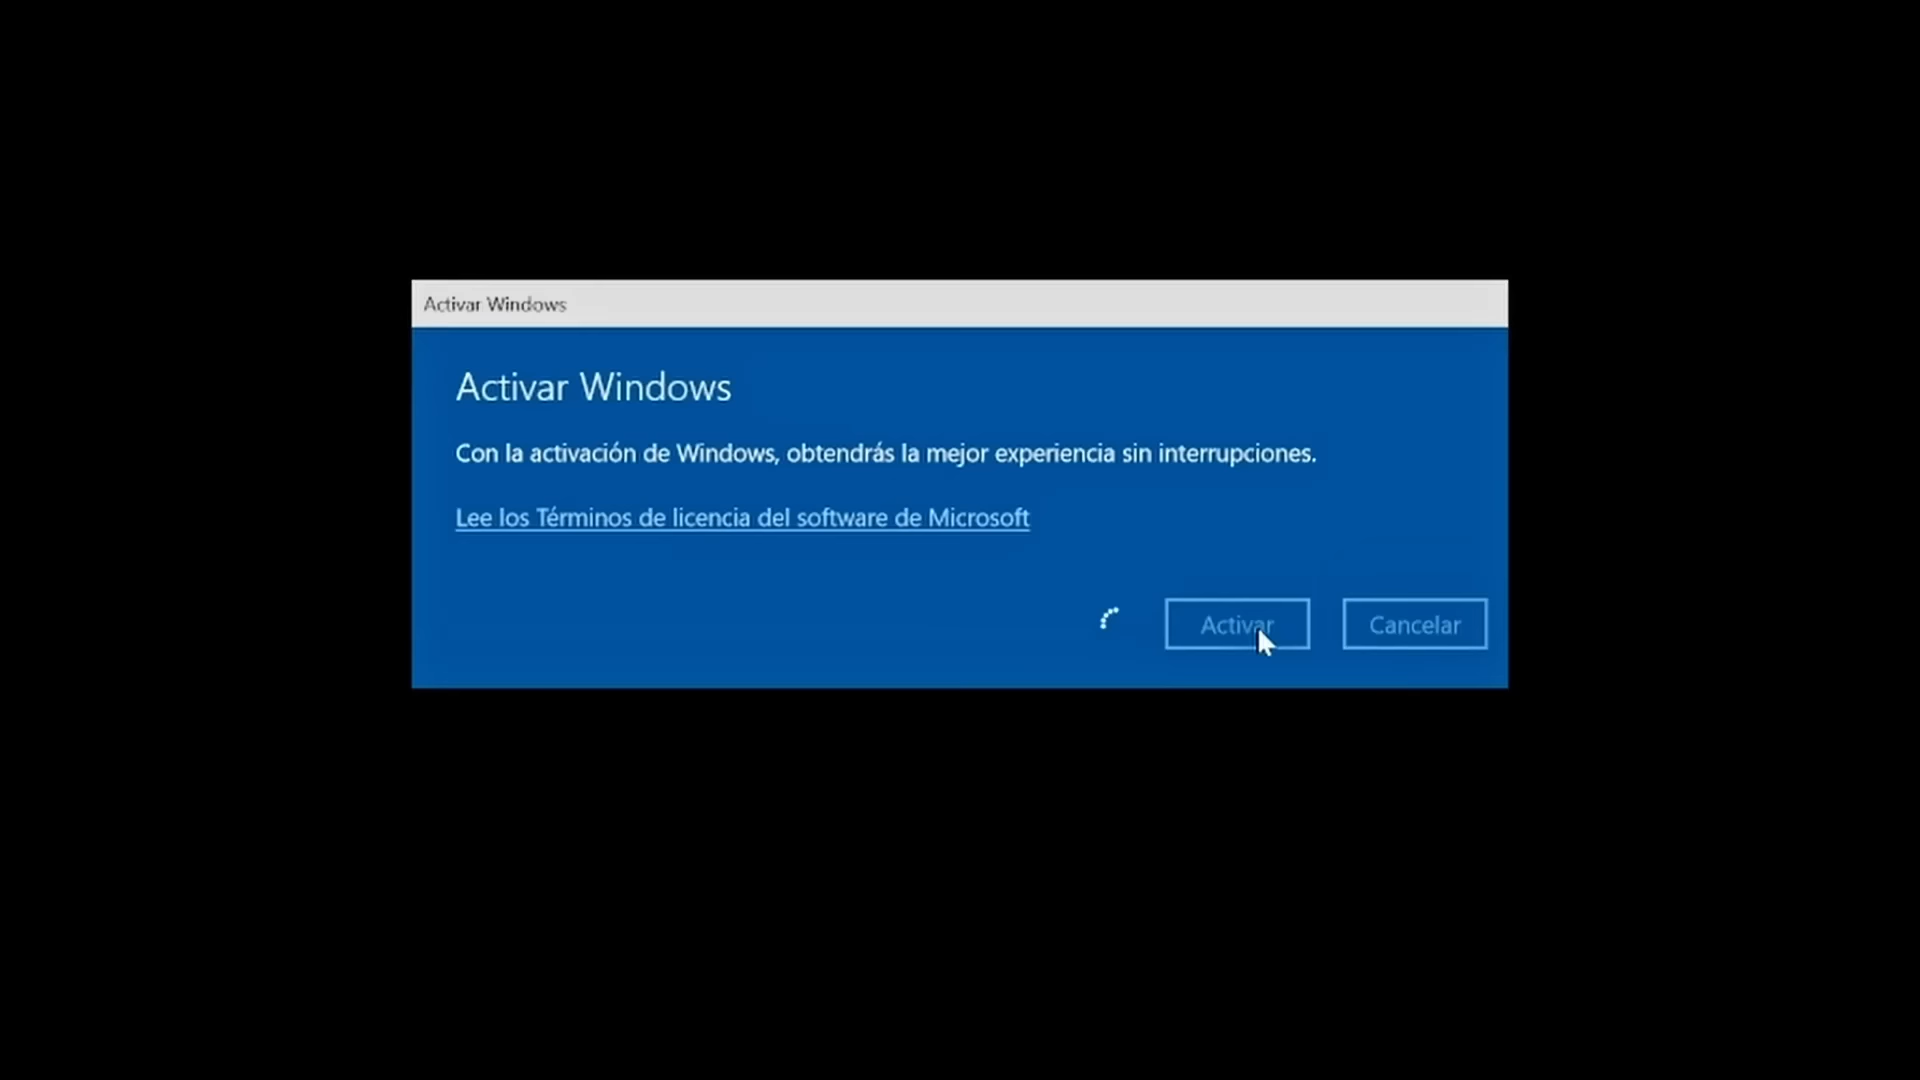 Activar Windows
Activar Windows
Con la activación de Windows, obtendrás la mejor experiencia sin interrupciones.
Lee los Términos de licencia del software de Microsoft
Activar
Cancelar